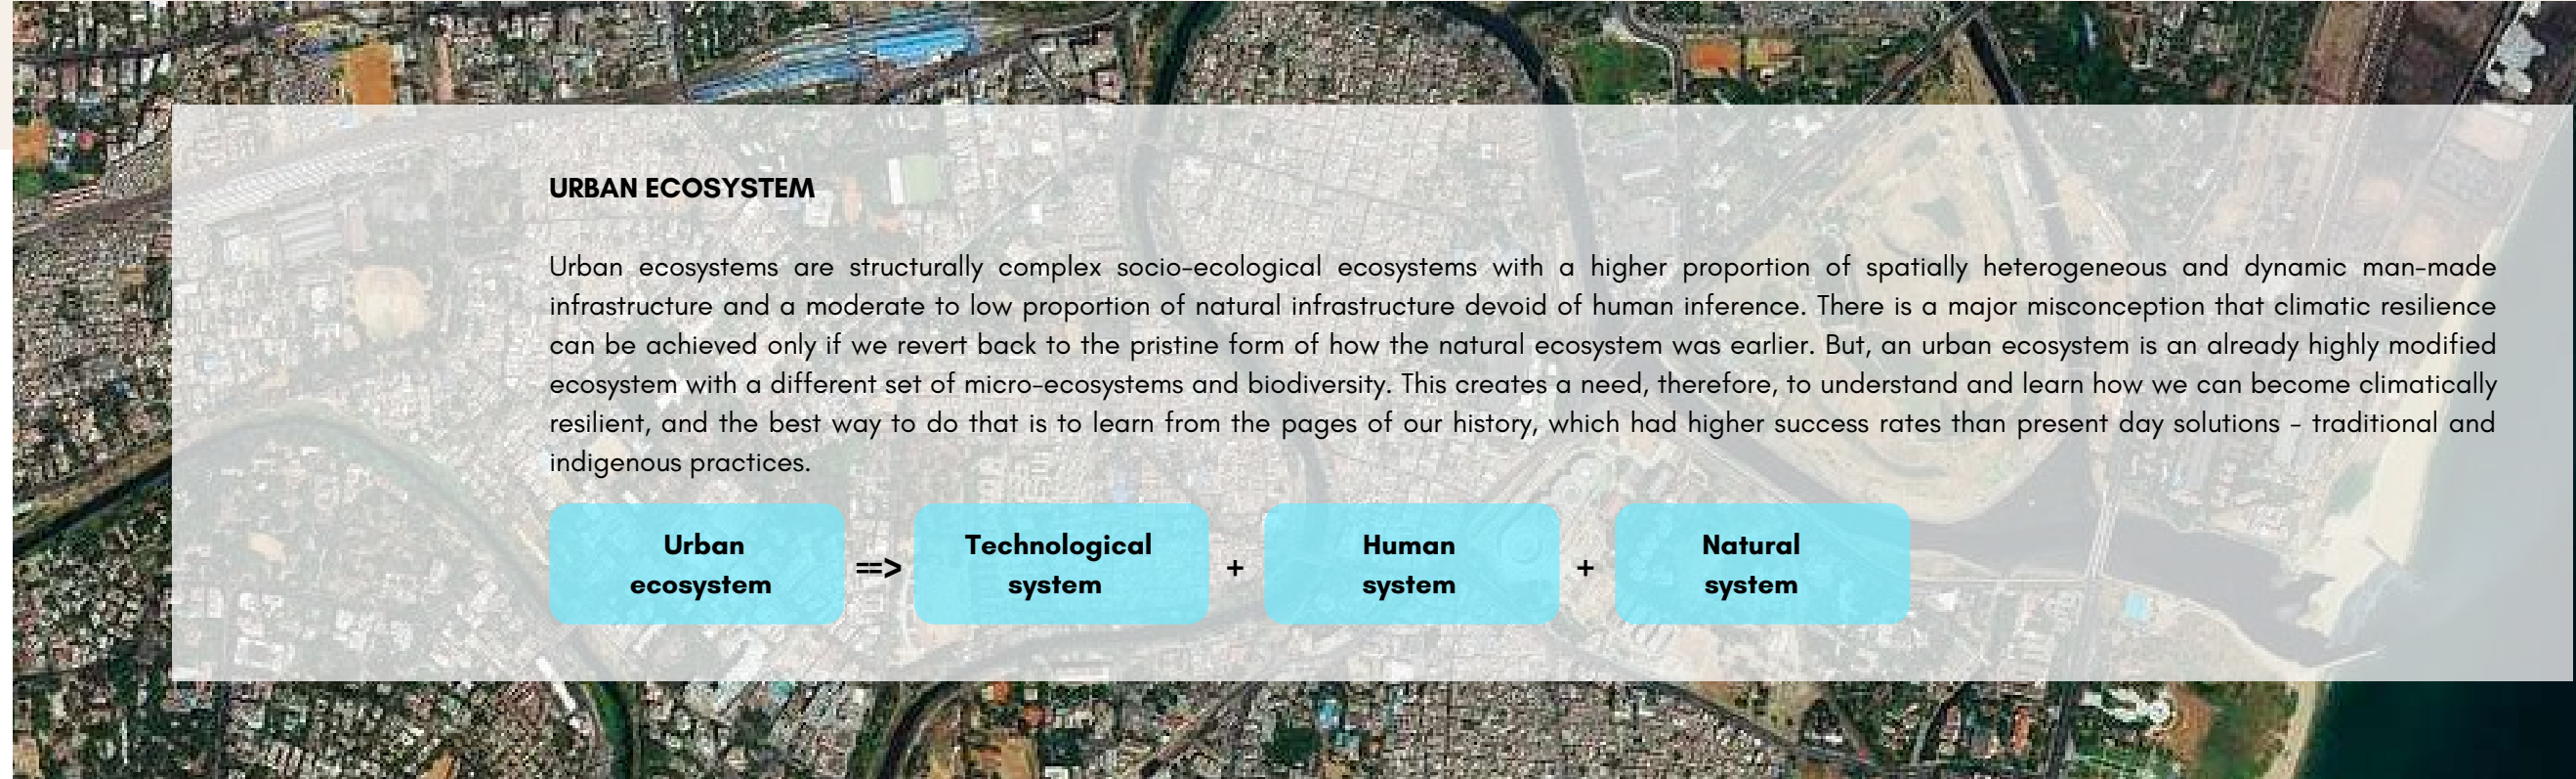 URBAN ECOSYSTEM
Urban ecosystems are structurally complex socio-ecological ecosystems with a higher proportion of spatially heterogeneous and dynamic man-made
infrastructure and a moderate to low proportion of natural infrastructure devoid of human inference. There is a major misconception that climatic resilience
can be achieved only if we revert back to the pristine form of how the natural ecosystem was earlier. But, an urban ecosystem is an already highly modified
ecosystem with a different set of micro-ecosystems and biodiversity. This creates a need, therefore, to understand and learn how we can become climatically
resilient, and the best way to do that is to learn from the pages of our history, which had higher success rates than present day solutions - traditional and
indigenous practices.
Urban
ecosystem
==>
Technological
system
+
Human
system
+
Natural
system